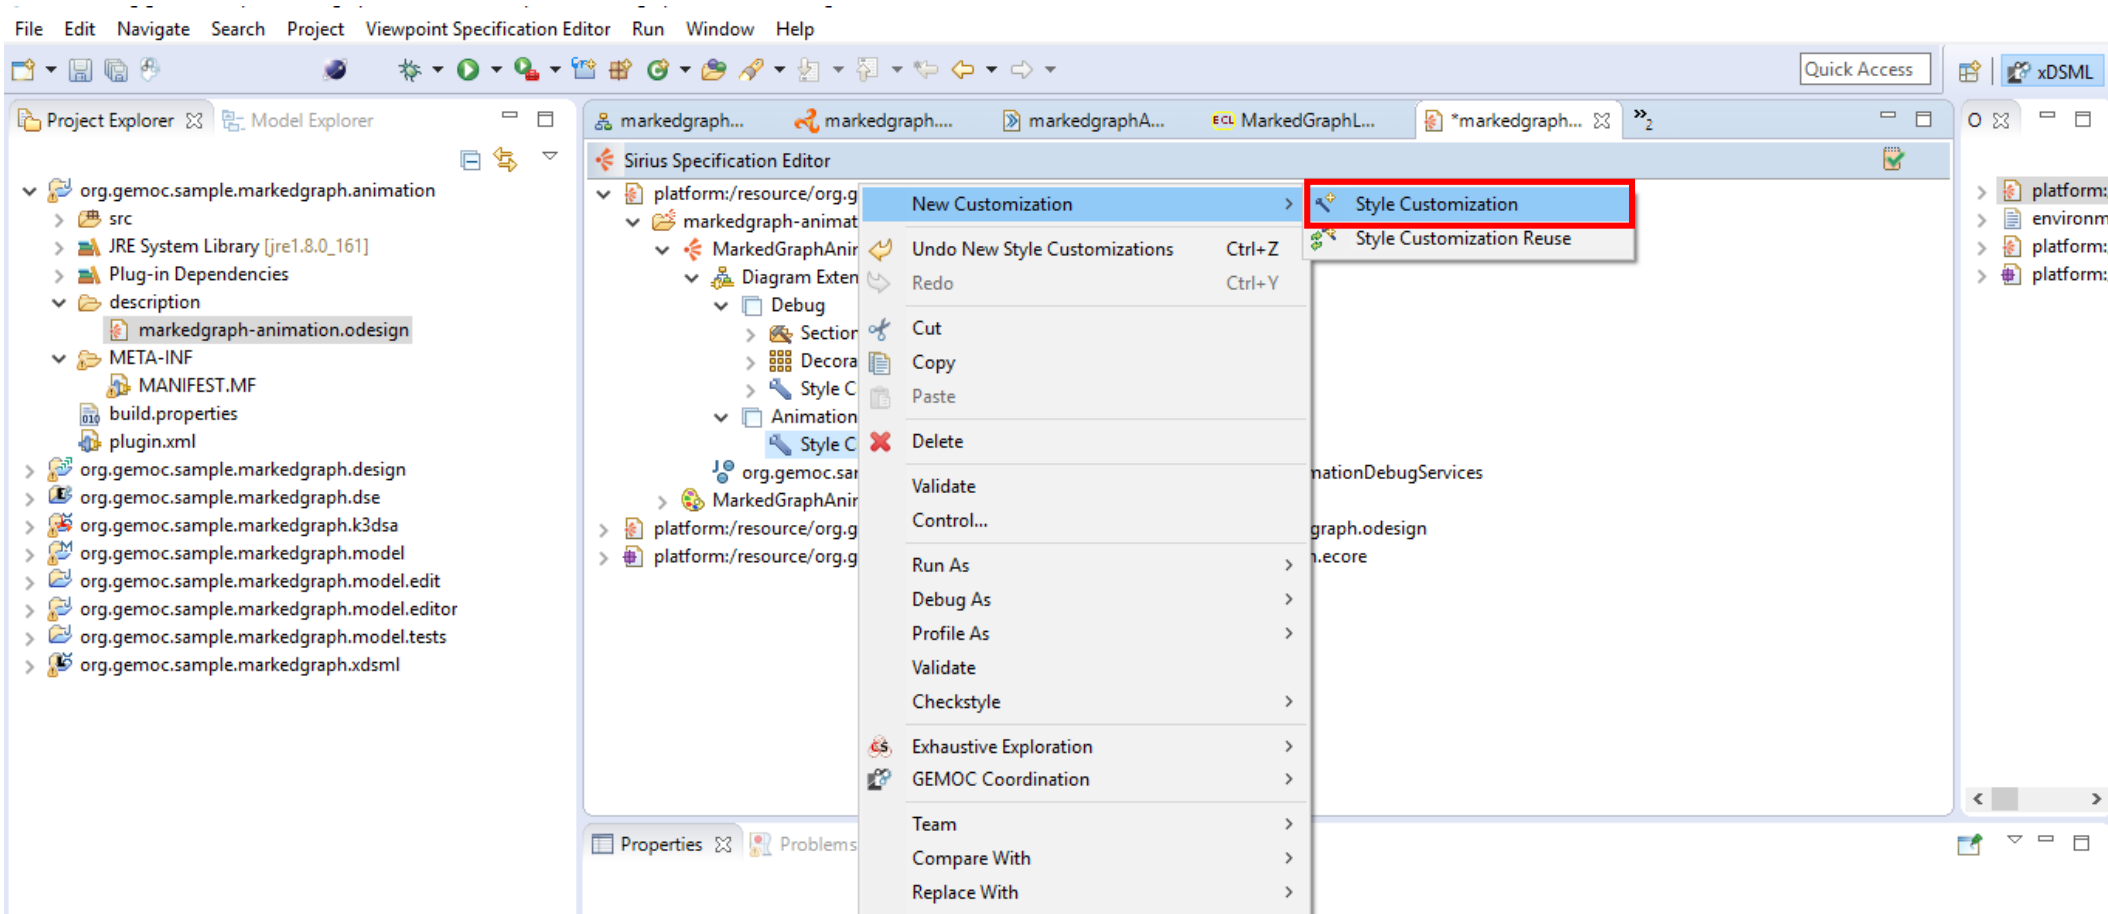 File Edit Navigate Search Project Viewpoint Specification Editor Run Window Help
Quick Access
xDSML
Project Explorer
Model Explorer
org.gemoc.sample.markedgraph.animation
src
JRE System Library [jre1.8.0_161]
Plug-in Dependencies
description
markedgraph-animation.odesign
META-INF
MANIFEST.MF
build.properties
plugin.xml
org.gemoc.sample.markedgraph.design
org.gemoc.sample.markedgraph.dse
org.gemoc.sample.markedgraph.k3dsa
org.gemoc.sample.markedgraph.model
org.gemoc.sample.markedgraph.model.edit
org.gemoc.sample.markedgraph.model.editor
org.gemoc.sample.markedgraph.model.tests
org.gemoc.sample.markedgraph.xdsml
markedgraph...
markedgraph....
markedgraphA...
ECL MarkedGraphL...
*markedgraph...
»2
Sirius Specification Editor
platform:/resource/org.g
markedgraph-animat
MarkedGraphAnir
Diagram Exten
Debug
Section
Decora
Style C
Animation
Style C
org.gemoc.sar
mationDebugServices
MarkedGraphAnir
platform:/resource/org.g
graph.odesign
platform:/resource/org.g
n.ecore
New Customization
Undo New Style Customizations Ctrl+Z
Redo Ctrl+Y
Cut
Copy
Paste
Delete
Validate
Control...
Run As
Debug As
Profile As
Validate
Checkstyle
Exhaustive Exploration
GEMOC Coordination
Team
Compare With
Replace With
Style Customization
Style Customization Reuse
O
platform:
environm
platform:
platform:
Properties
Problems